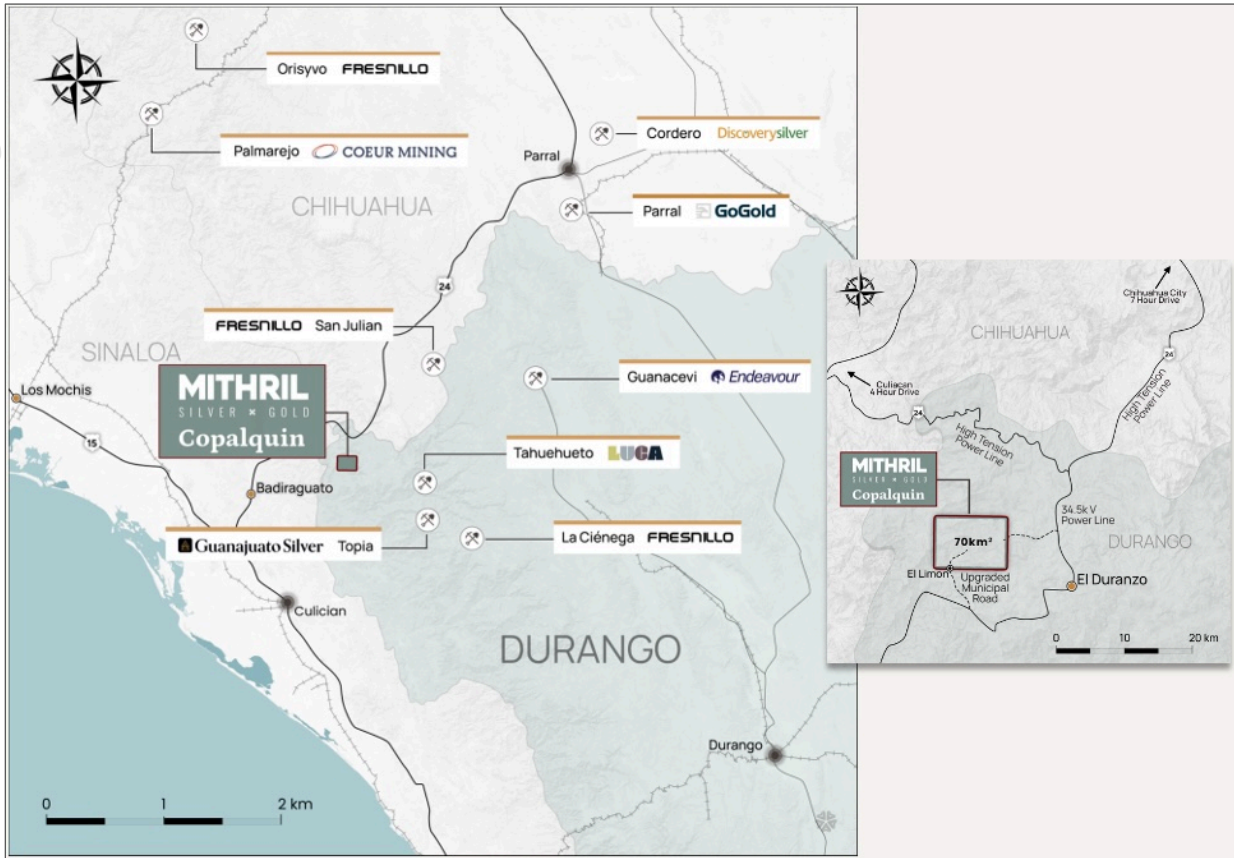 Orisyvo FRESNILLO
Palmarejo COEUR MINING
Cordero Discoverysilver
Parral
CHIHUAHUA
Parral GoGold
24
FRESNILLO San Julian
SINALOA
MITHRIL
SILVER × GOLD
Copalquin
Guanacevi Endeavour
Los Mochis
15
Tahuehueto LUCA
Badiraguato
Guanajuato Silver Topia
La Ciénega FRESNILLO
Culician
DURANGO
Durango
0 1 2 km
Chihuahua City
7 Hour Drive
CHIHUAHUA
24
Culiacan
4 Hour Drive
24
High Tension
Power Line
High Tension
Power Line
MITHRIL
SILVER × GOLD
Copalquin
34.5k V
Power Line
70km²
DURANGO
El Limon
Upgraded
Municipal
Road
El Duranzo
0 10 20 km